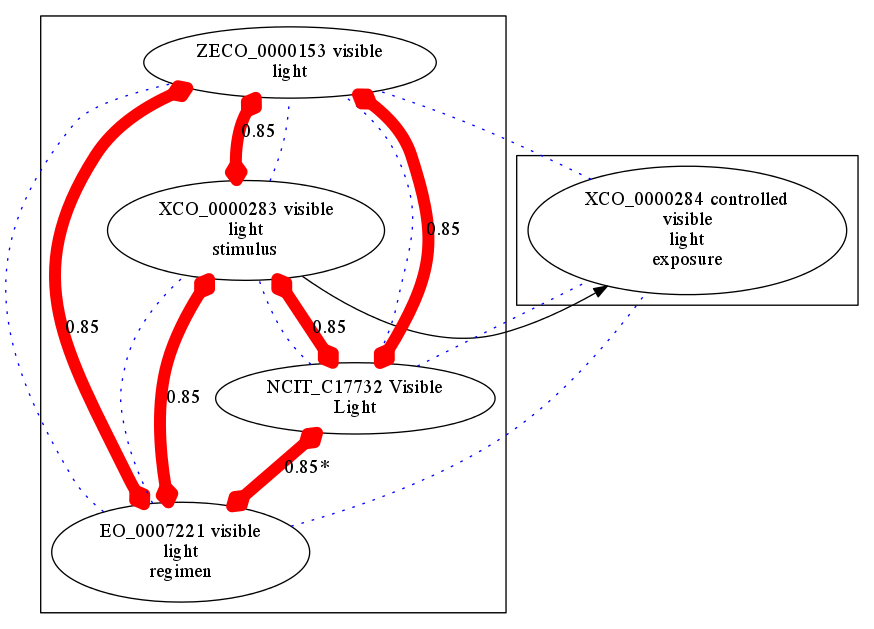 ZECO_0000153 visible
light
0.85
XCO_0000283 visible
light
stimulus
XCO_0000284 controlled
visible
light
exposure
0.85
0.85
0.85
0.85
NCIT_C17732 Visible
Light
0.85*
EO_0007221 visible
light
regimen